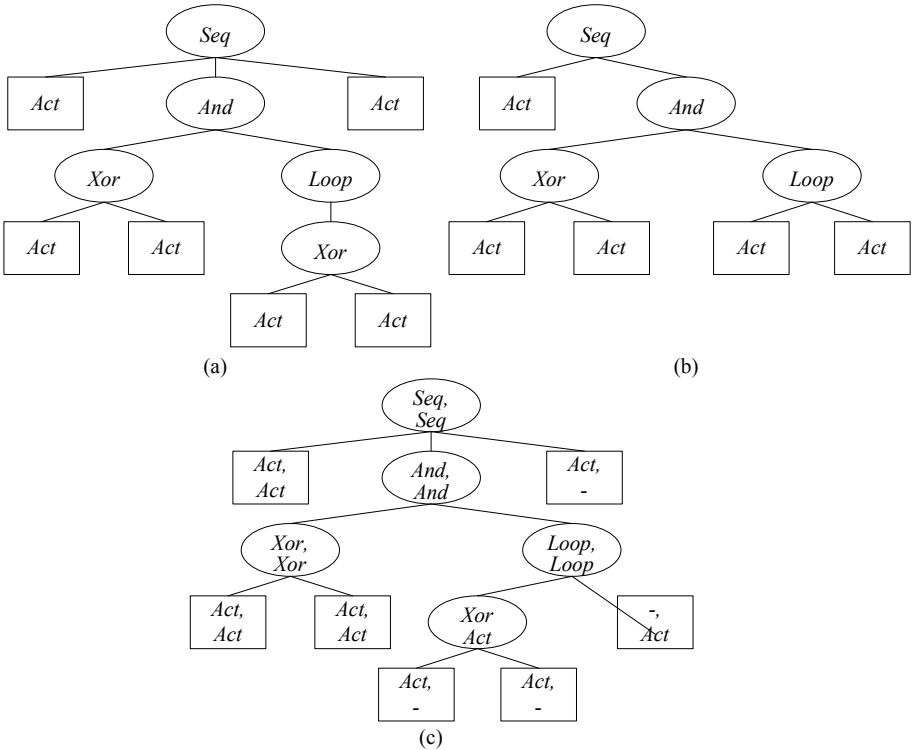 Seq
Seq
Act
And
Act
Act
And
Xor
Loop
Xor
Loop
Act
Act
Xor
Act
Act
Act
Act
Act
Act
(a)
(b)
Seq,
Seq
Act,
Act
And,
And
Act,
-
Xor,
Xor
Loop,
Loop
Act,
Act
Act,
Act
Xor
Act
-,
Act
Act,
-
Act,
-
(c)